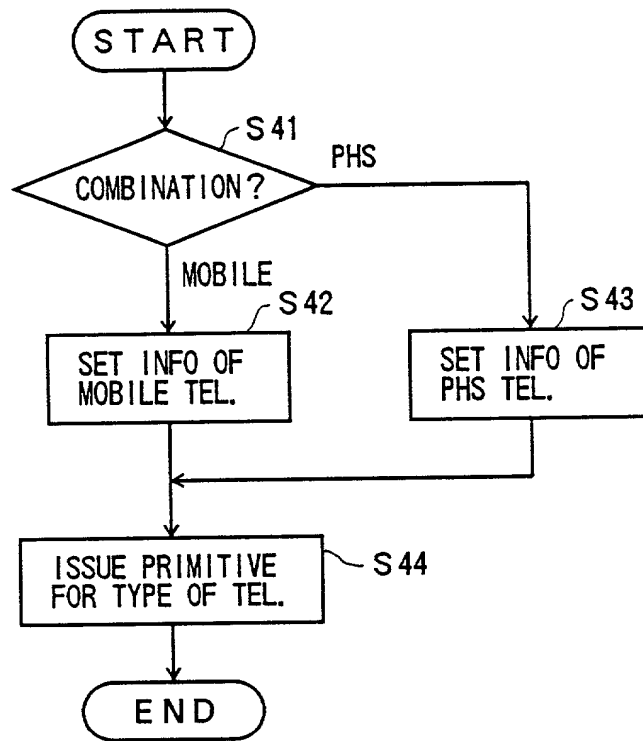 START
S41
COMBINATION?
PHS
MOBILE
S42
SET INFO OF
MOBILE TEL.
S43
SET INFO OF
PHS TEL.
ISSUE PRIMITIVE
FOR TYPE OF TEL.
S44
END